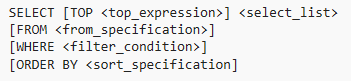 SELECT [TOP <top_expression>] <select_list>
[FROM <from_specification>]
[WHERE <filter_condition>]
[ORDER BY <sort_specification]